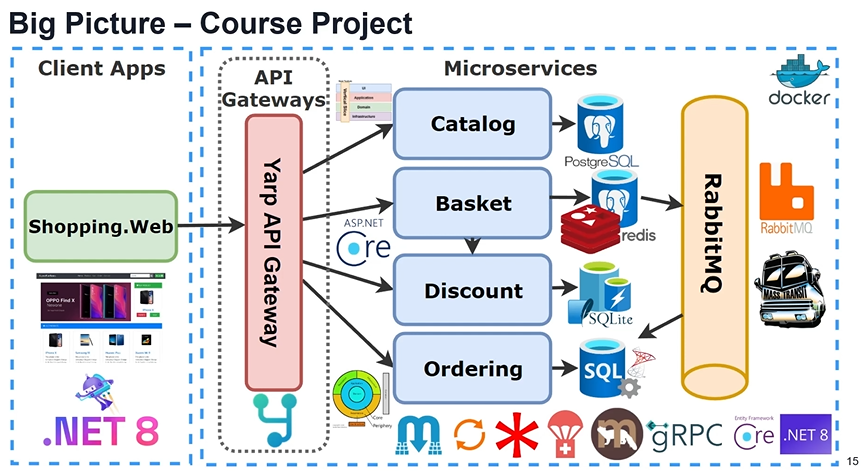 Big Picture – Course Project
Client Apps
Shopping.Web
OPPO Find X
.NET 8
API
Gateways
Yarp API Gateway
Microservices
UI
Application
Domain
Infrastructure
Vertical Slice
ASP.NET
Core
Catalog
Basket
Discount
Ordering
PostgreSQL
redis
SQLite
SQL
RabbitMQ
docker
RabbitMQ
MASS TRANSIT
Core
Periphery
m
gRPC
Entity Framework
Core
.NET 8
15